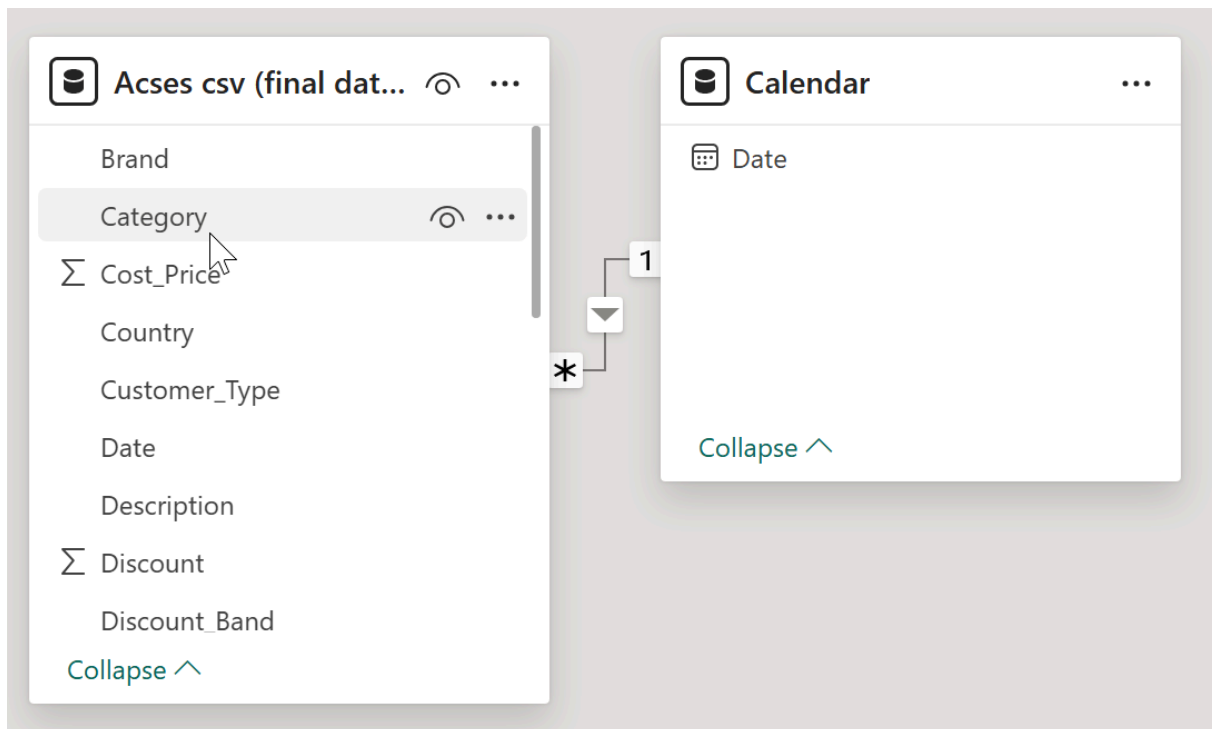 Acses csv (final dat...
Brand
Category
Cost_Price
Country
Customer_Type
Date
Description
Discount
Discount_Band
Collapse
1
*
Calendar
Date
Collapse